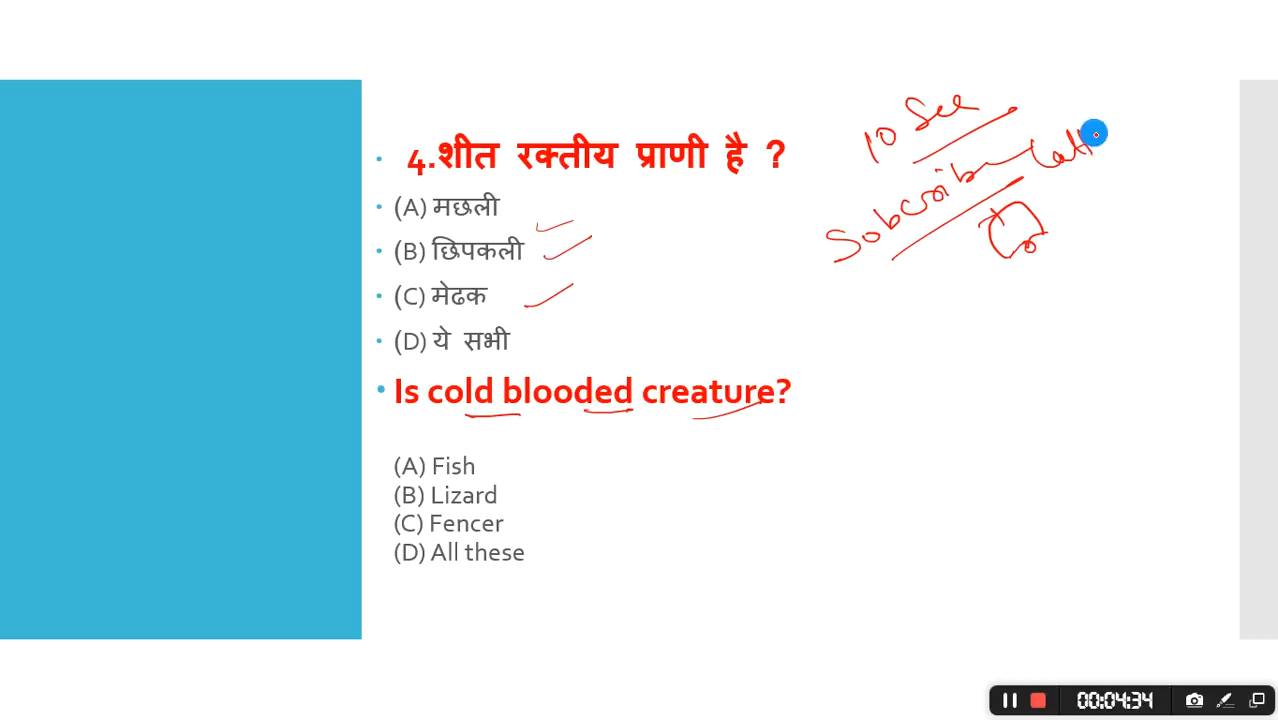 4.शीत रक्तीय प्राणी है ?
(A) मछली
(B) छिपकली
(C) मेढक
(D) ये सभी
Is cold blooded creature?
(A) Fish
(B) Lizard
(C) Fencer
(D) All these
10 Sec
Sobcrib
00:04:34